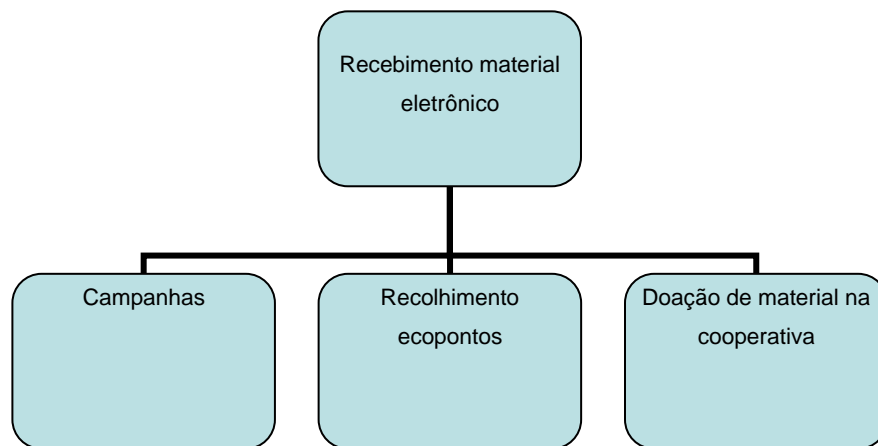 Recebimento material
eletrônico
Campanhas
Recolhimento
ecopontos
Doação de material na
cooperativa